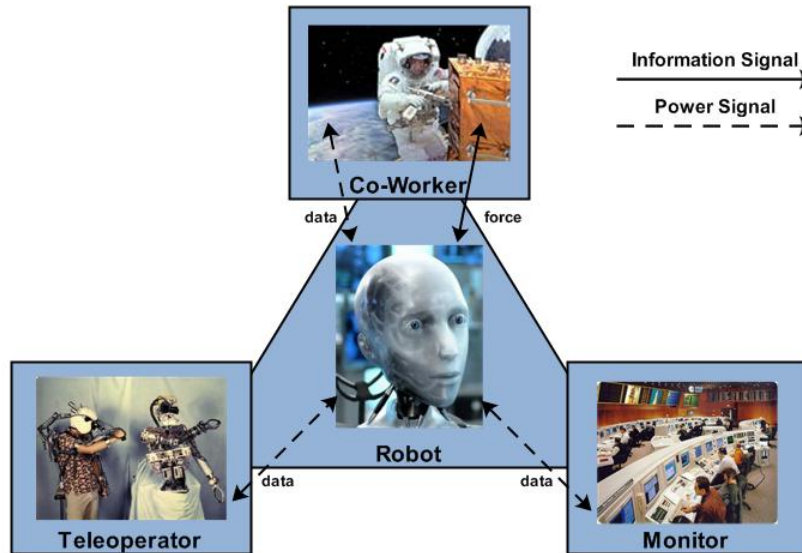 Information Signal
Power Signal
Co-Worker
data
force
Robot
data
data
Teleoperator
Monitor